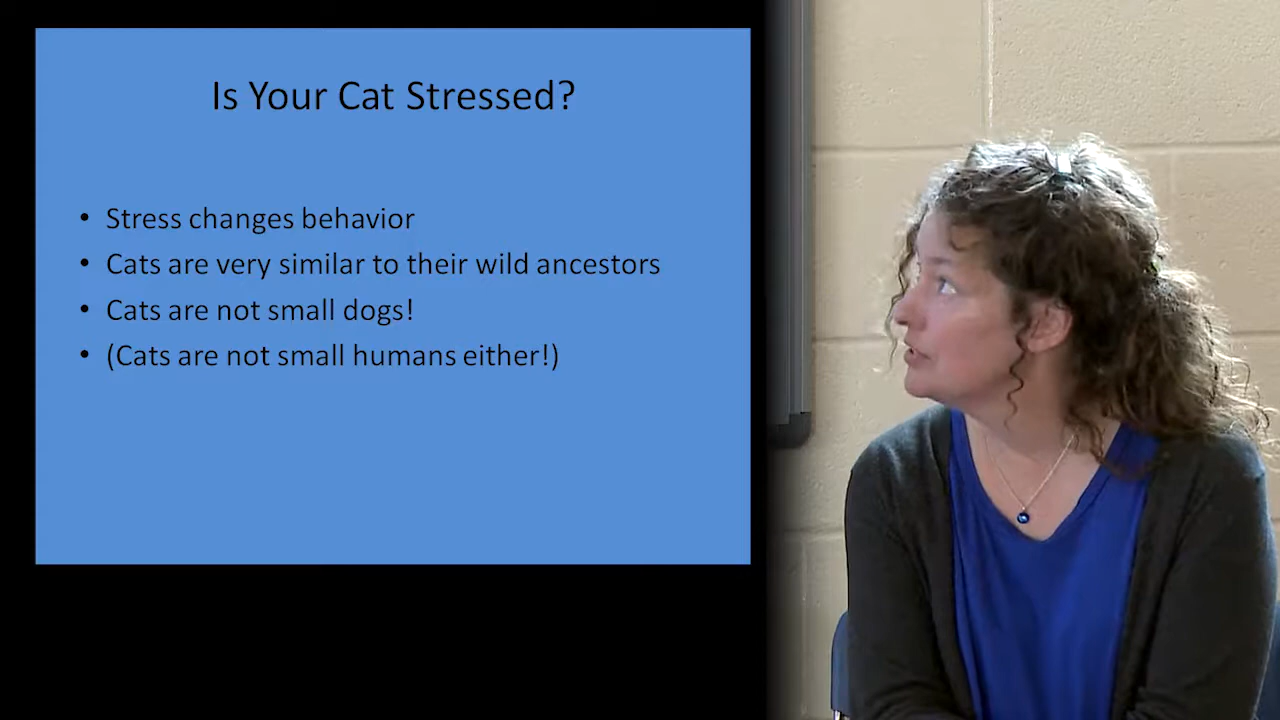 Is Your Cat Stressed?
• Stress changes behavior
• Cats are very similar to their wild ancestors
• Cats are not small dogs!
• (Cats are not small humans either!)